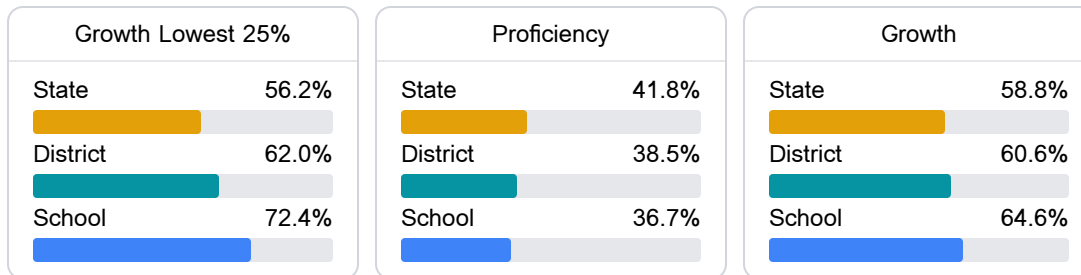 Growth Lowest 25%
State 56.2%
District 62.0%
School 72.4%
Proficiency
State 41.8%
District 38.5%
School 36.7%
Growth
State 58.8%
District 60.6%
School 64.6%